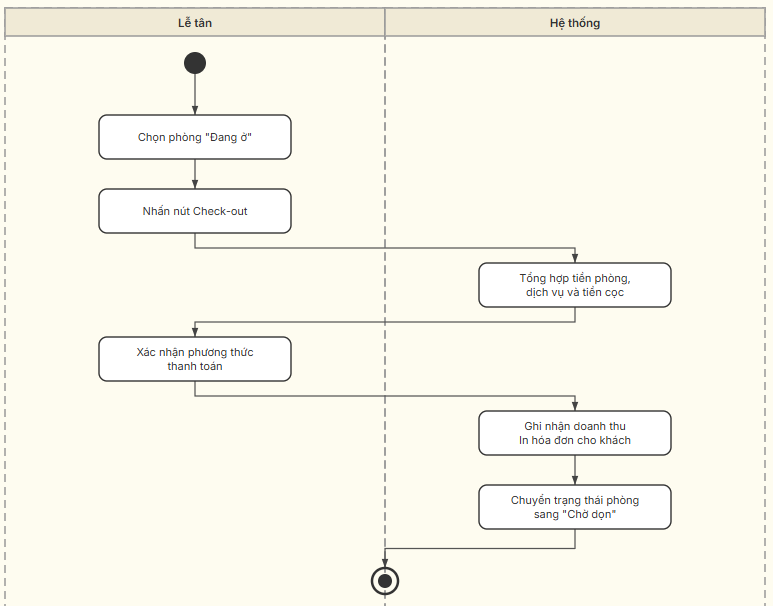 Lễ tân
Hệ thống
Chọn phòng "Đang ở"
Nhấn nút Check-out
Tổng hợp tiền phòng,
dịch vụ và tiền cọc
Xác nhận phương thức
thanh toán
Ghi nhận doanh thu
In hóa đơn cho khách
Chuyển trạng thái phòng
sang "Chờ dọn"